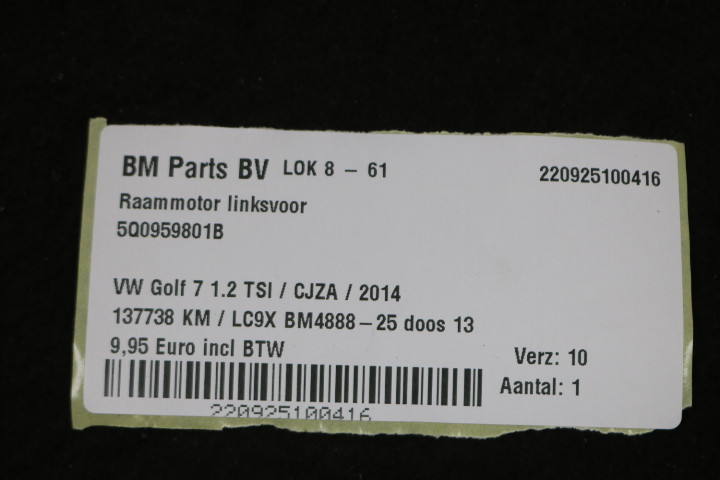 BM Parts BV LOK 8 – 61 220925100416
Raammotor linksvoor
5Q0959801B
VW Golf 7 1.2 TSI / CJZA / 2014
137738 KM / LC9X BM4888–25 doos 13
9,95 Euro incl BTW Verz: 10
Aantal: 1
220925100416